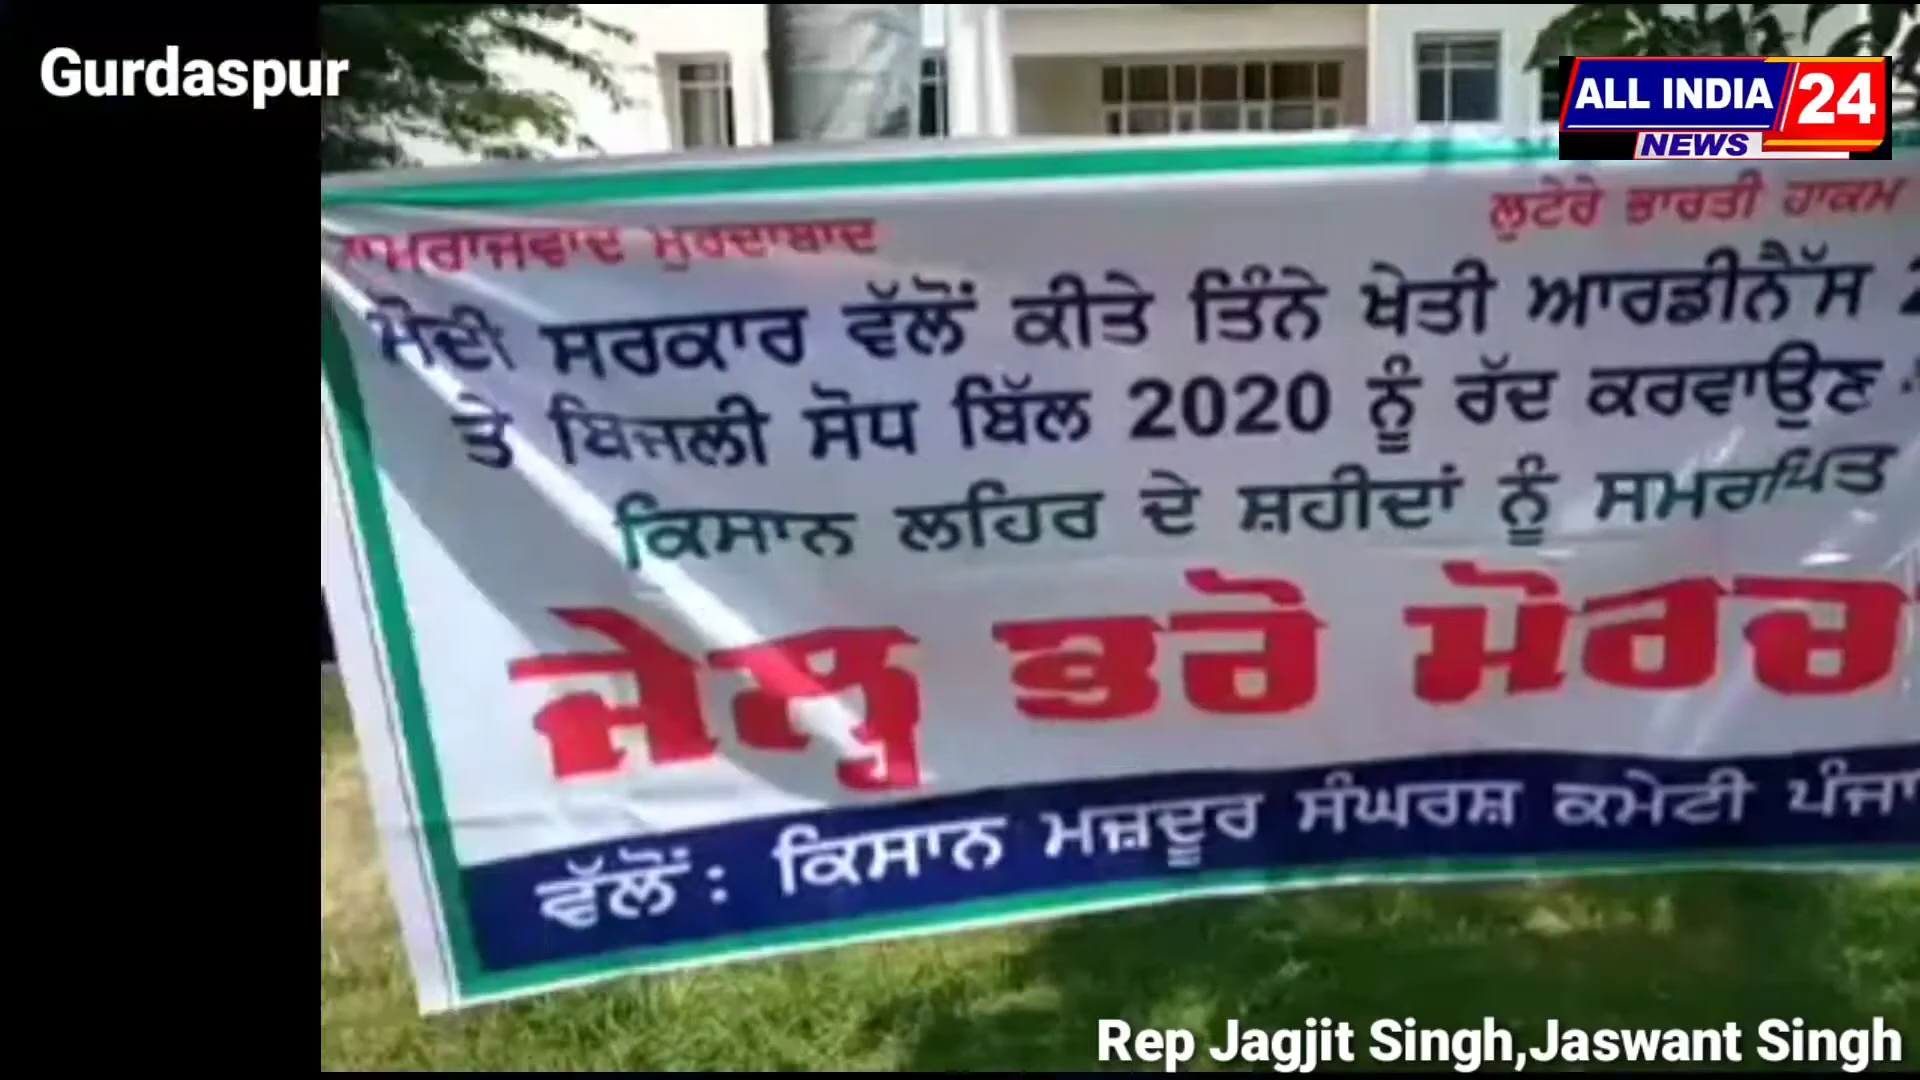 Gurdaspur
ALL INDIA 24
NEWS
ਸਾਮਰਾਜਵਾਦ ਮੁਰਦਾਬਾਦ
ਲੁਟੇਰੇ ਭਾਰਤੀ ਹਾਕਮ
ਮੋਦੀ ਸਰਕਾਰ ਵੱਲੋਂ ਕੀਤੇ ਤਿੰਨੇ ਖੇਤੀ ਆਰਡੀਨੈੱਸ
ਤੇ ਬਿਜਲੀ ਸੋਧ ਬਿੱਲ 2020 ਨੂੰ ਰੱਦ ਕਰਵਾਉਣ
ਕਿਸਾਨ ਲਹਿਰ ਦੇ ਸ਼ਹੀਦਾਂ ਨੂੰ ਸਮਰਪਿਤ
ਜੇਲ੍ਹ ਭਰੋ ਮੋਰਚ
ਵੱਲੋਂ : ਕਿਸਾਨ ਮਜ਼ਦੂਰ ਸੰਘਰਸ਼ ਕਮੇਟੀ ਪੰਜਾ
Rep Jagjit Singh,Jaswant Singh